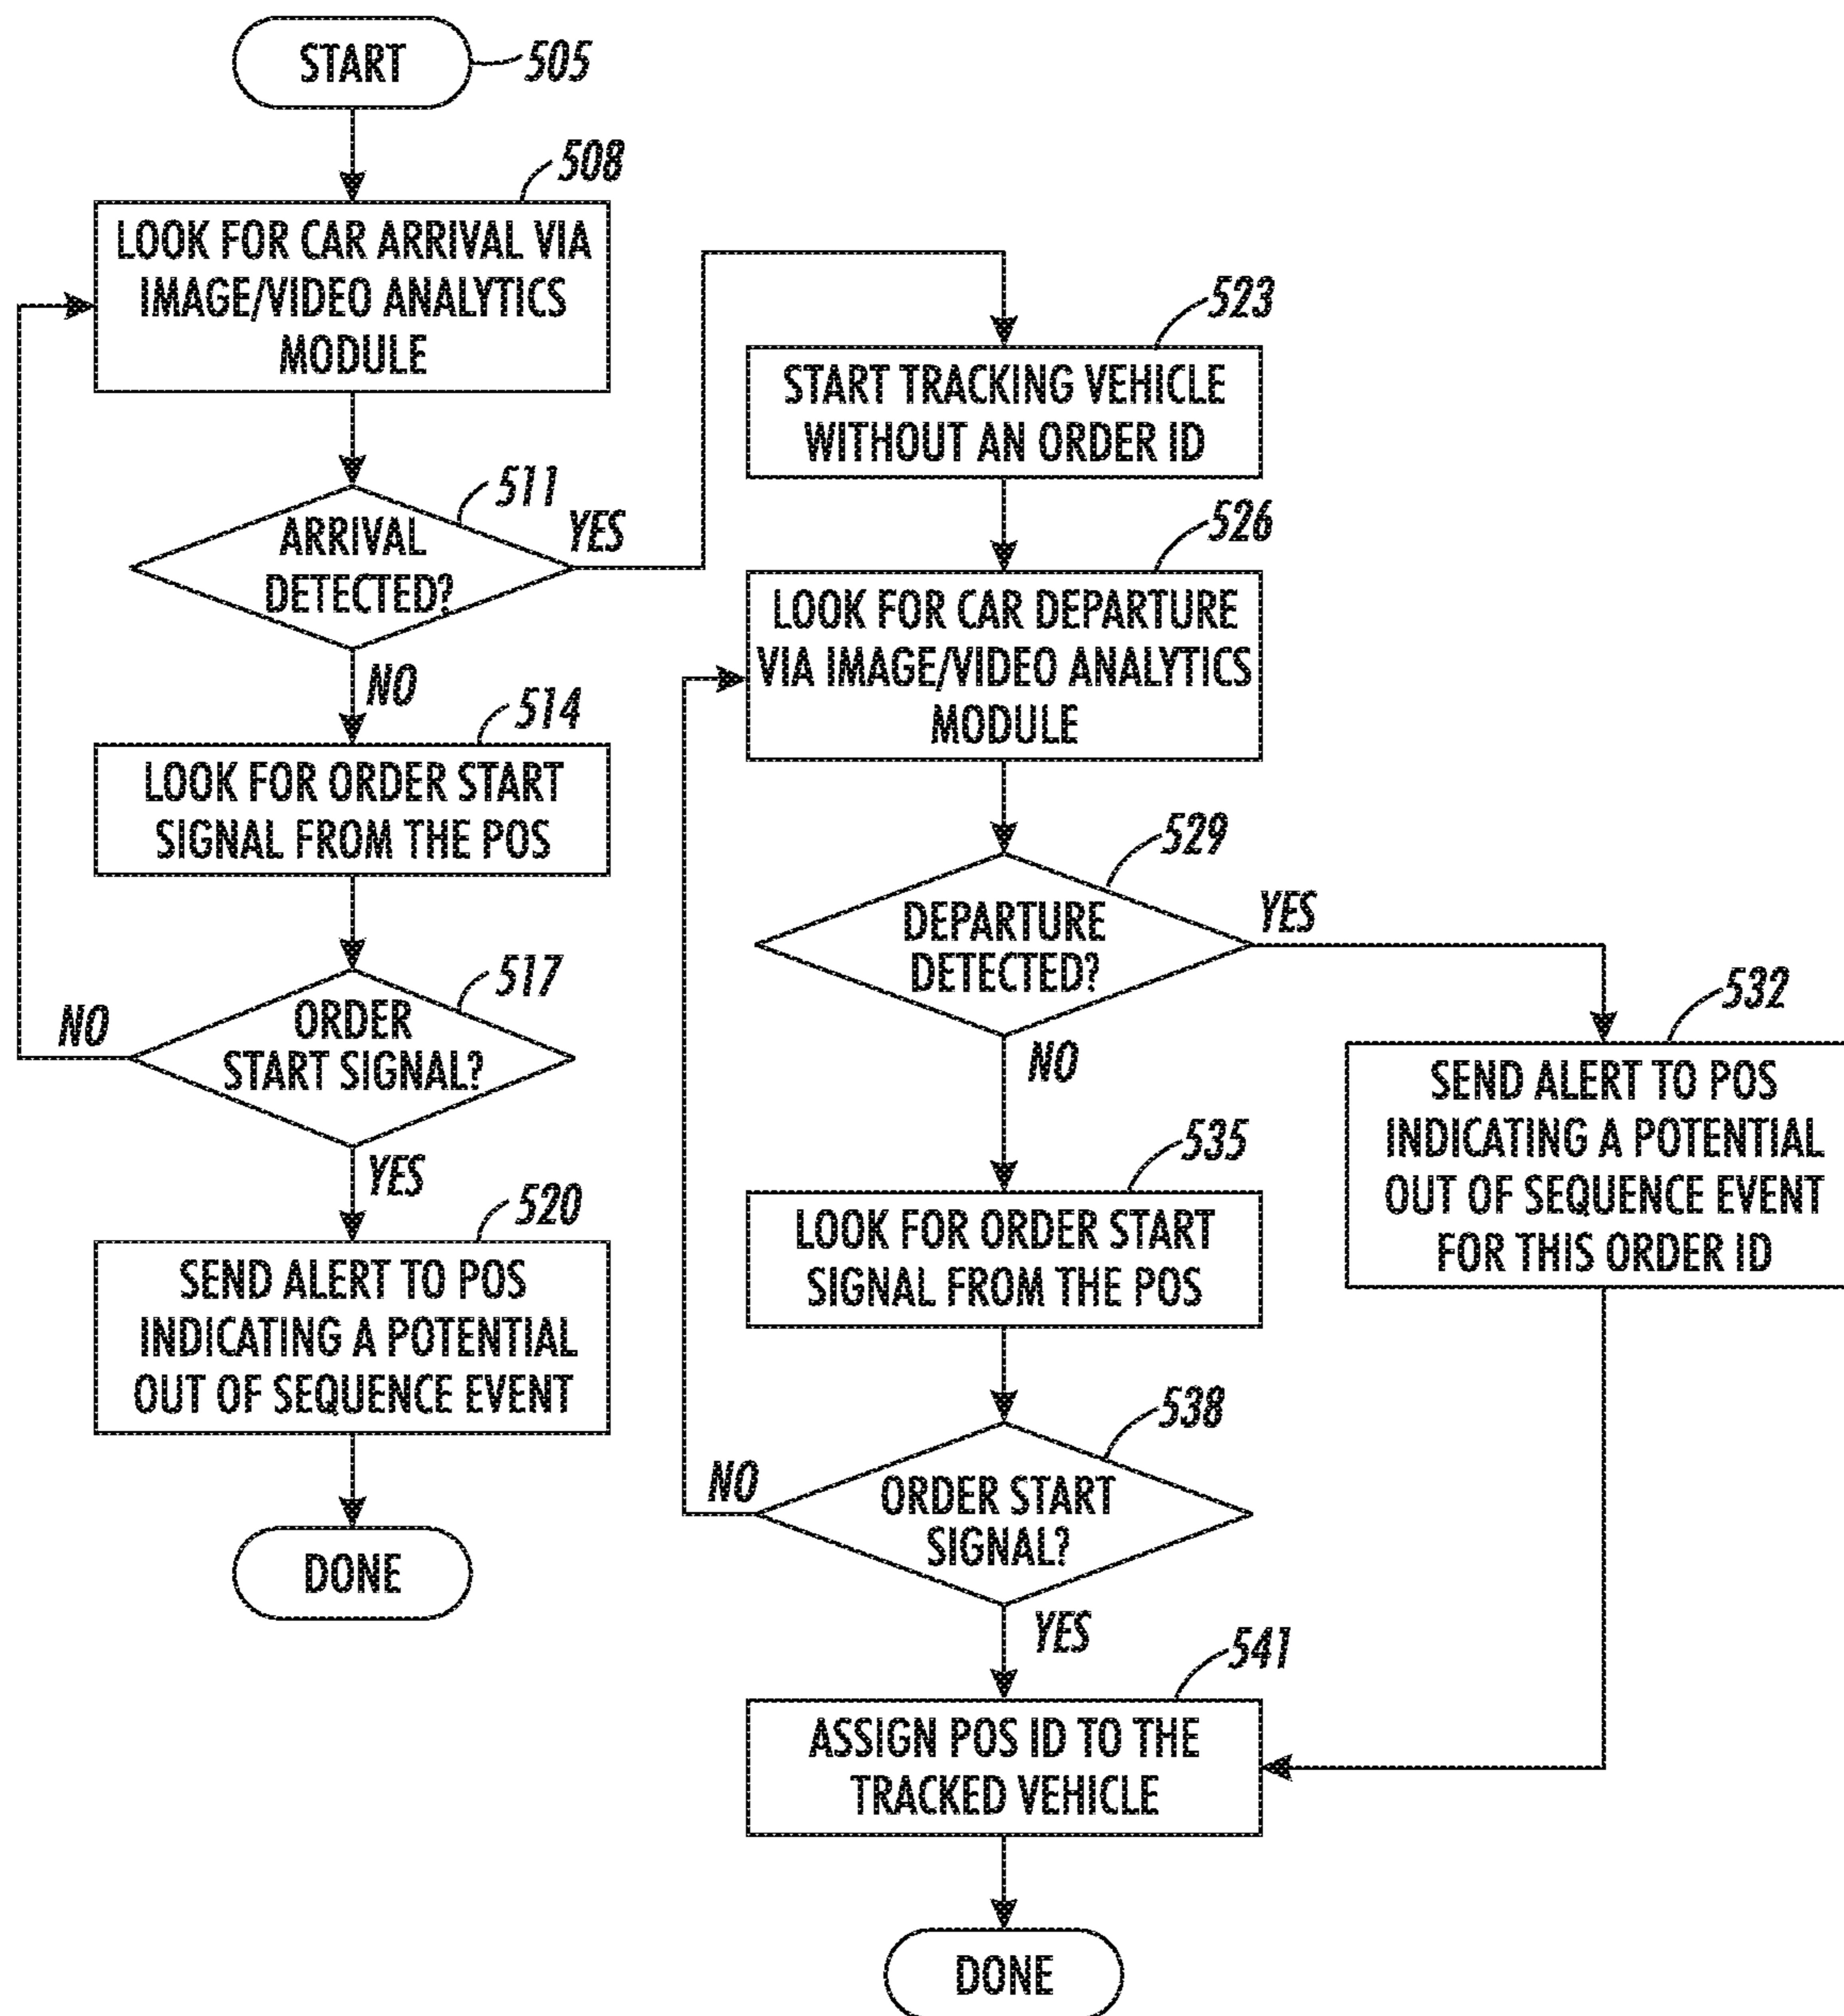 START
505
508
LOOK FOR CAR ARRIVAL VIA
IMAGE/VIDEO ANALYTICS
MODULE
511
ARRIVAL
DETECTED?
YES
NO
514
LOOK FOR ORDER START
SIGNAL FROM THE POS
517
ORDER
START SIGNAL?
NO
YES
520
SEND ALERT TO POS
INDICATING A POTENTIAL
OUT OF SEQUENCE EVENT
DONE
523
START TRACKING VEHICLE
WITHOUT AN ORDER ID
526
LOOK FOR CAR DEPARTURE
VIA IMAGE/VIDEO ANALYTICS
MODULE
529
DEPARTURE
DETECTED?
YES
NO
532
SEND ALERT TO POS
INDICATING A POTENTIAL
OUT OF SEQUENCE EVENT
FOR THIS ORDER ID
535
LOOK FOR ORDER START
SIGNAL FROM THE POS
538
ORDER START
SIGNAL?
NO
YES
541
ASSIGN POS ID TO THE
TRACKED VEHICLE
DONE